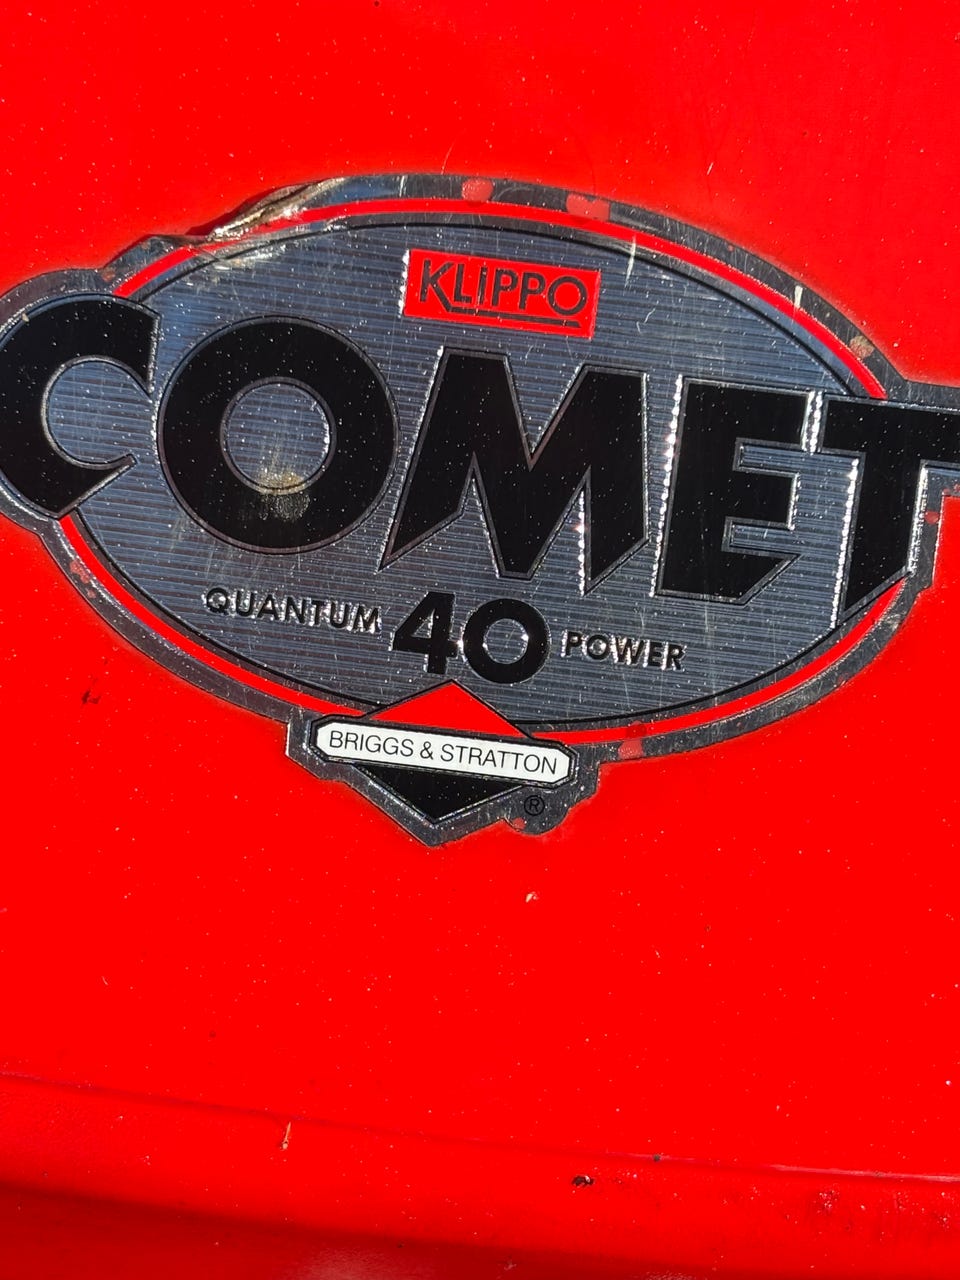 KLIPPO
COMET
QUANTUM 40 POWER
BRIGGS & STRATTON
®